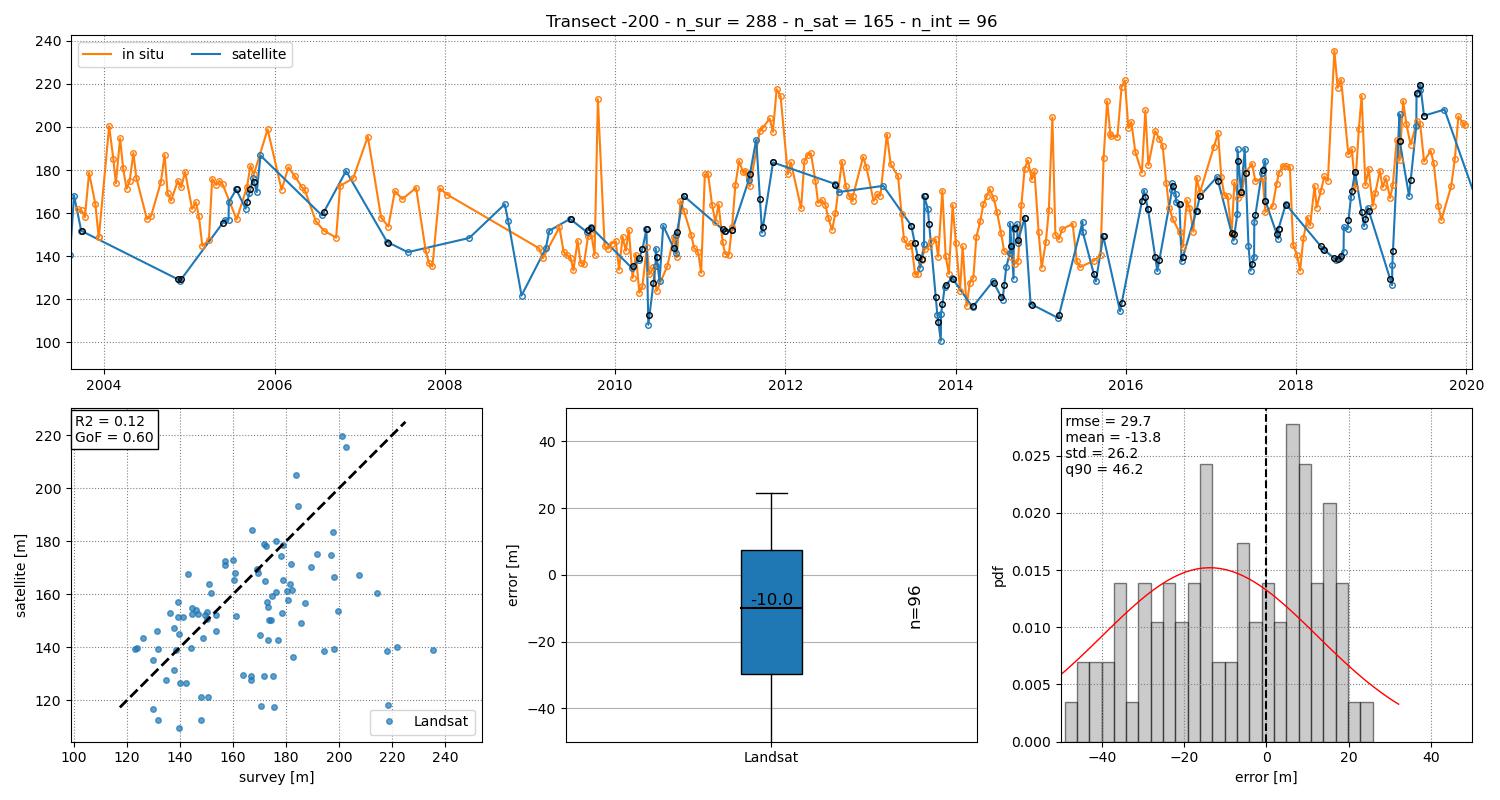 Transect -200 - n_sur = 288 - n_sat = 165 - n_int = 96
in situ
satellite
240
220
200
180
160
140
120
100
2004
2006
2008
2010
2012
2014
2016
2018
2020
R2 = 0.12
GoF = 0.60
satellite [m]
220
200
180
160
140
120
Landsat
100
120
140
160
180
200
220
240
survey [m]
error [m]
40
20
0
−20
−40
-10.0
n=96
Landsat
rmse = 29.7
mean = -13.8
std = 26.2
q90 = 46.2
pdf
0.025
0.020
0.015
0.010
0.005
0.000
−40
−20
0
20
40
error [m]